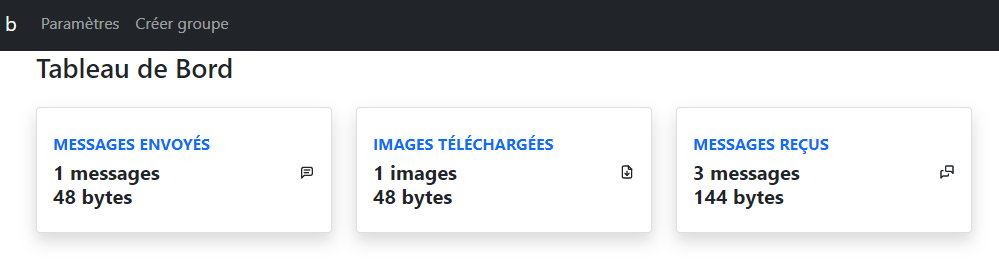 b Paramètres Créer groupe
Tableau de Bord
MESSAGES ENVOYÉS
1 messages
48 bytes
IMAGES TÉLÉCHARGÉES
1 images
48 bytes
MESSAGES REÇUS
3 messages
144 bytes